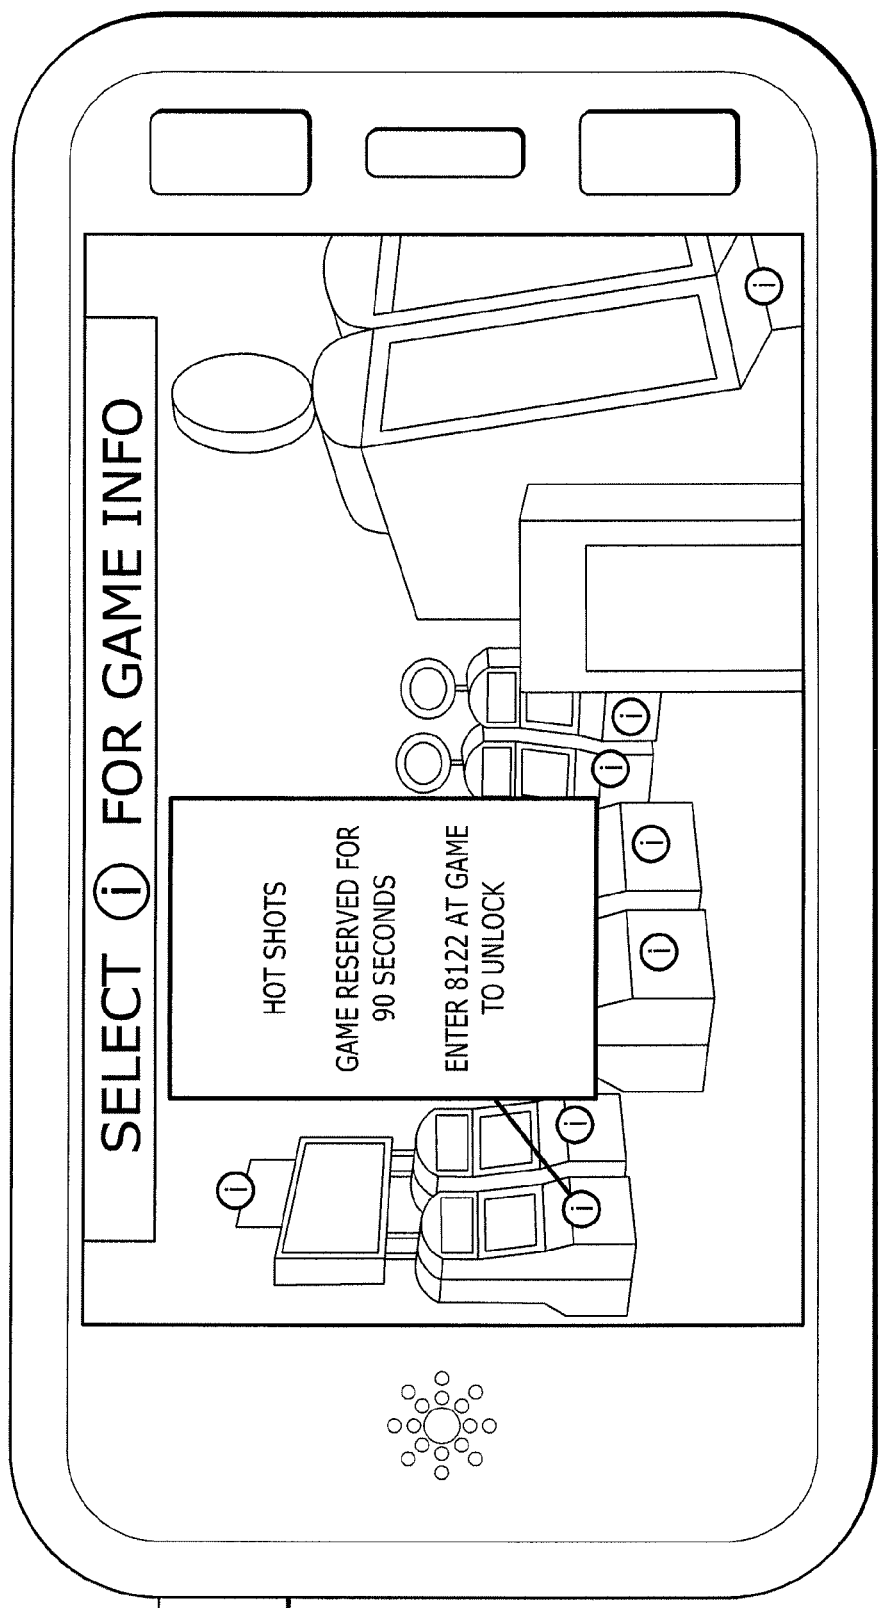 SELECT ⓘ FOR GAME INFO
HOT SHOTS
GAME RESERVED FOR
90 SECONDS
ENTER 8122 AT GAME
TO UNLOCK
i
i
i
i
i
i
i
i